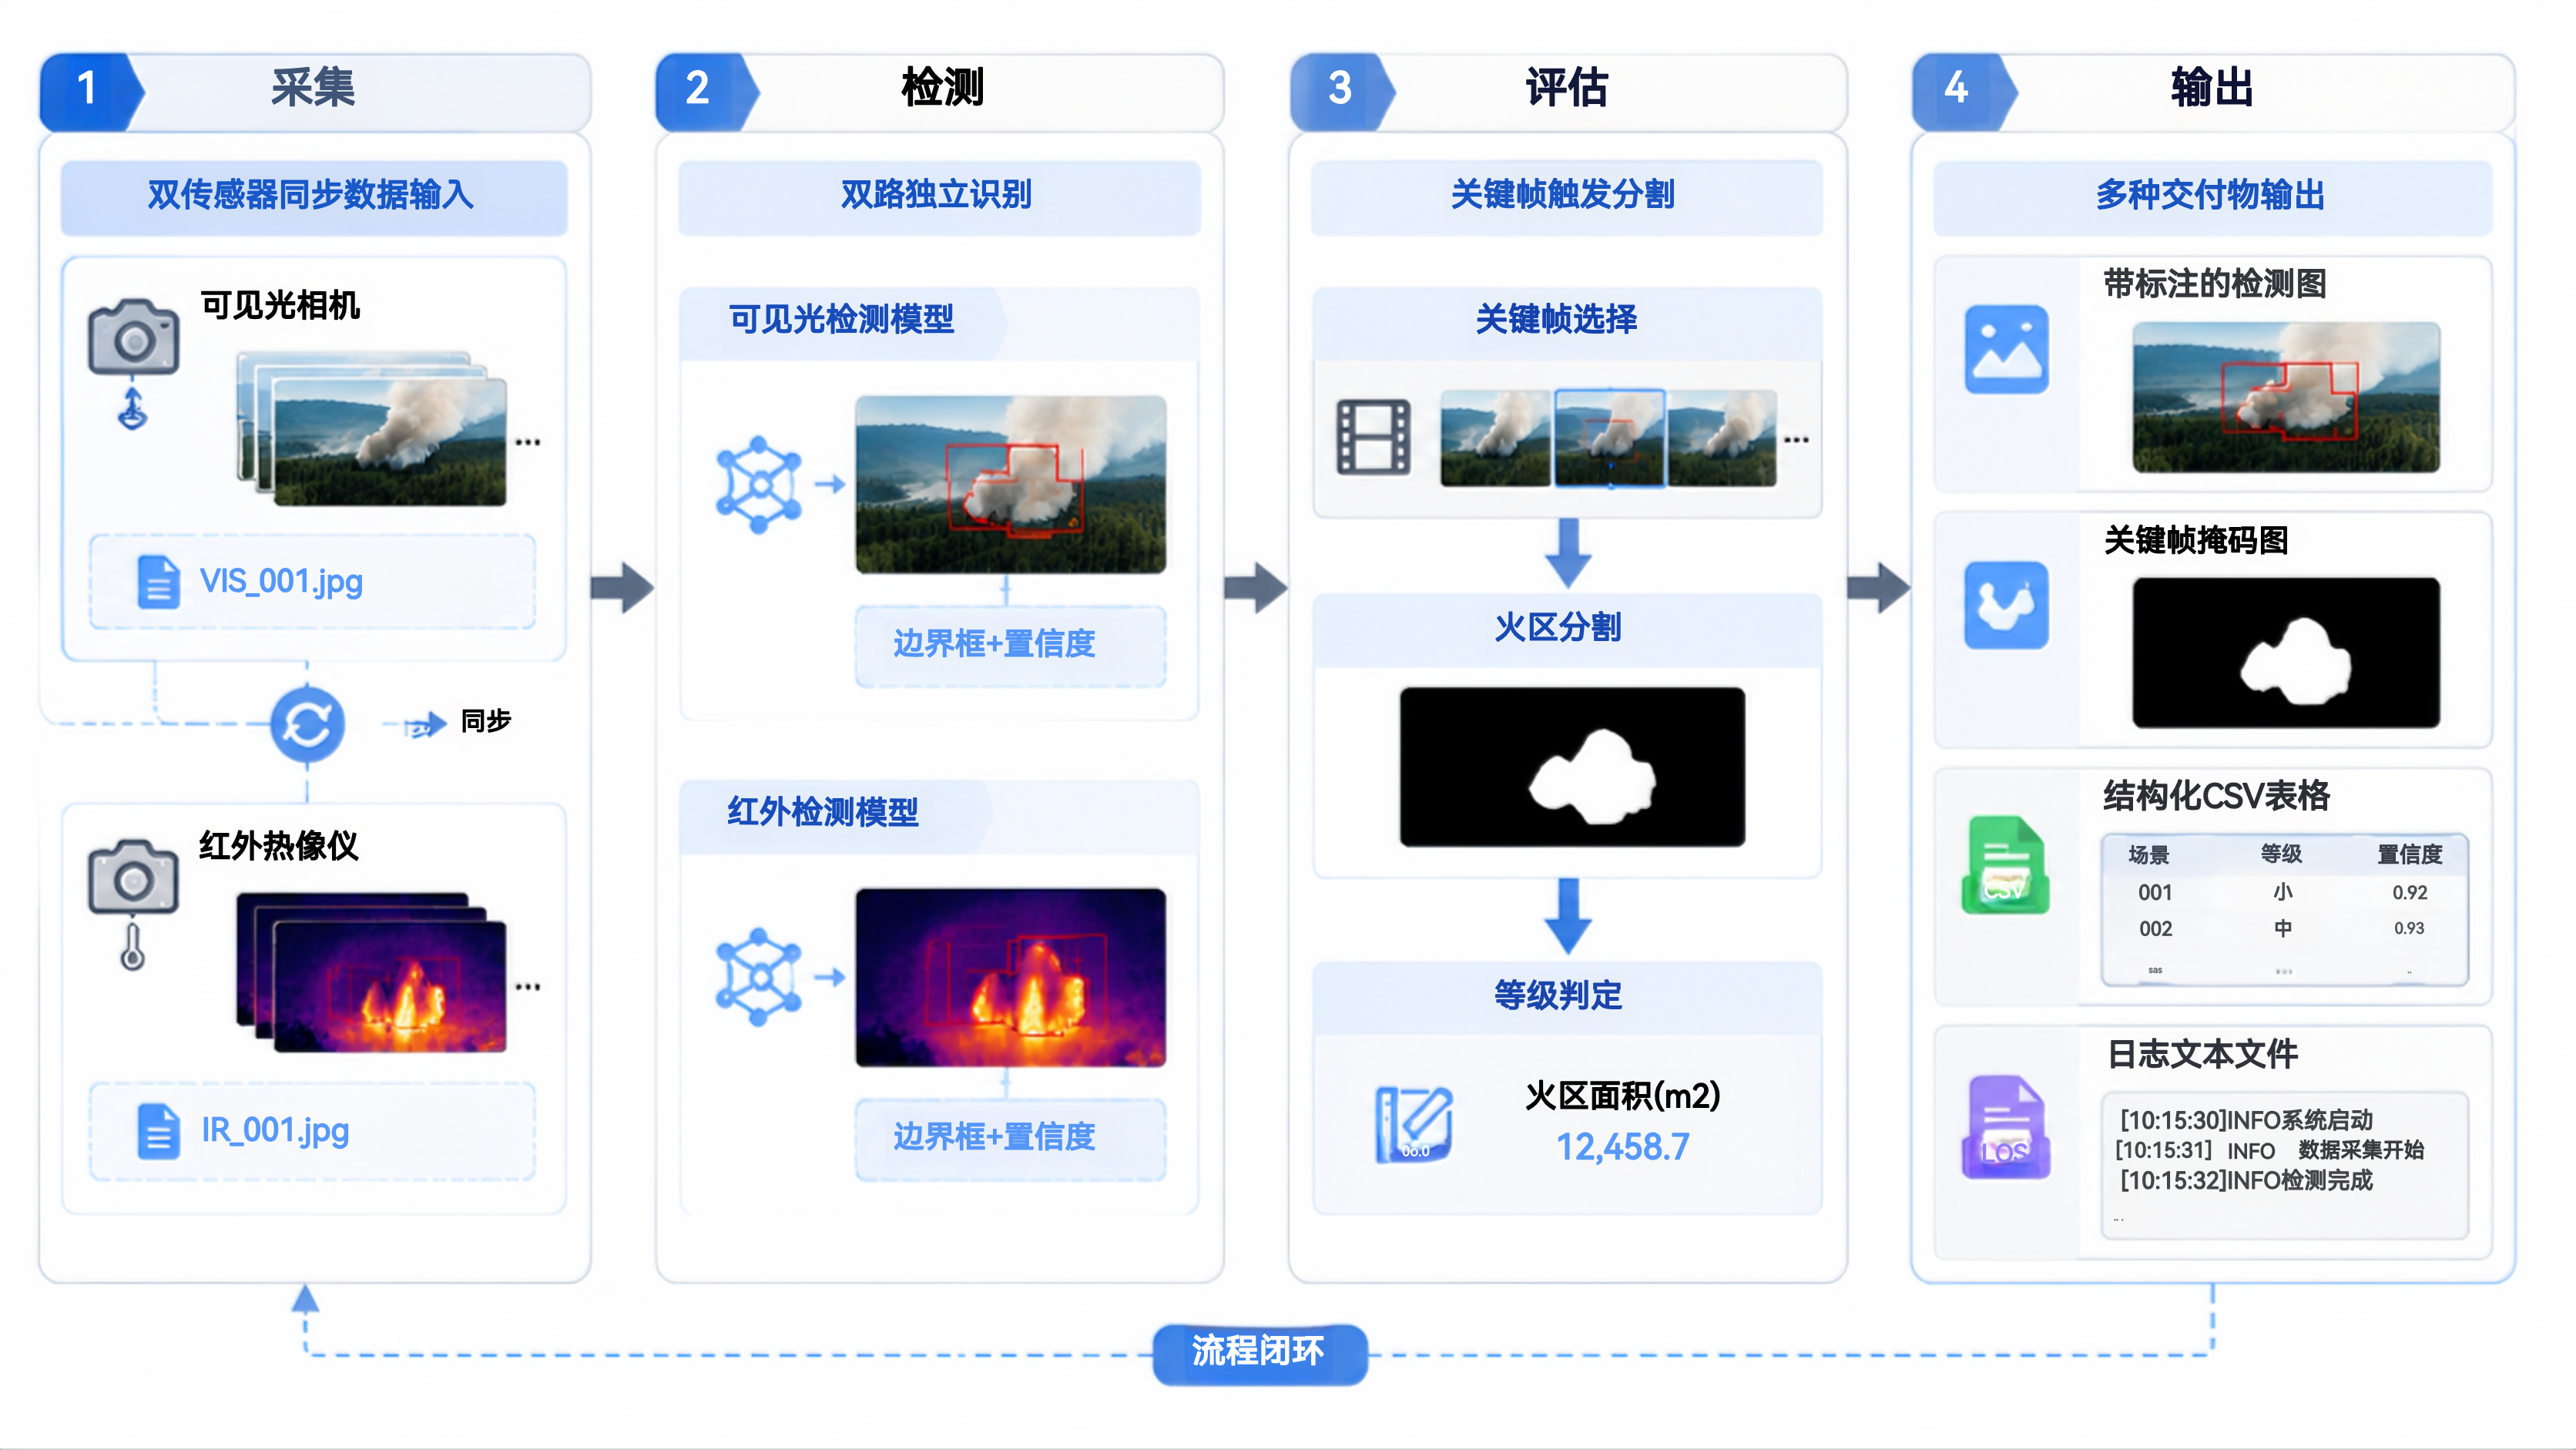 1
采集
双传感器同步数据输入
可见光相机
...
VIS_001.jpg
同步
红外热像仪
...
IR_001.jpg
2
检测
双路独立识别
可见光检测模型
边界框+置信度
红外检测模型
边界框+置信度
3
评估
关键帧触发分割
关键帧选择
...
火区分割
等级判定
火区面积(m2)
12,458.7
4
输出
多种交付物输出
带标注的检测图
关键帧掩码图
结构化CSV表格
CSV
场景 等级 置信度
001 小 0.92
002 中 0.93
sas ... ..
日志文本文件
LOS
[10:15:30]INFO系统启动
[10:15:31] INFO 数据采集开始
[10:15:32]INFO检测完成
...
流程闭环